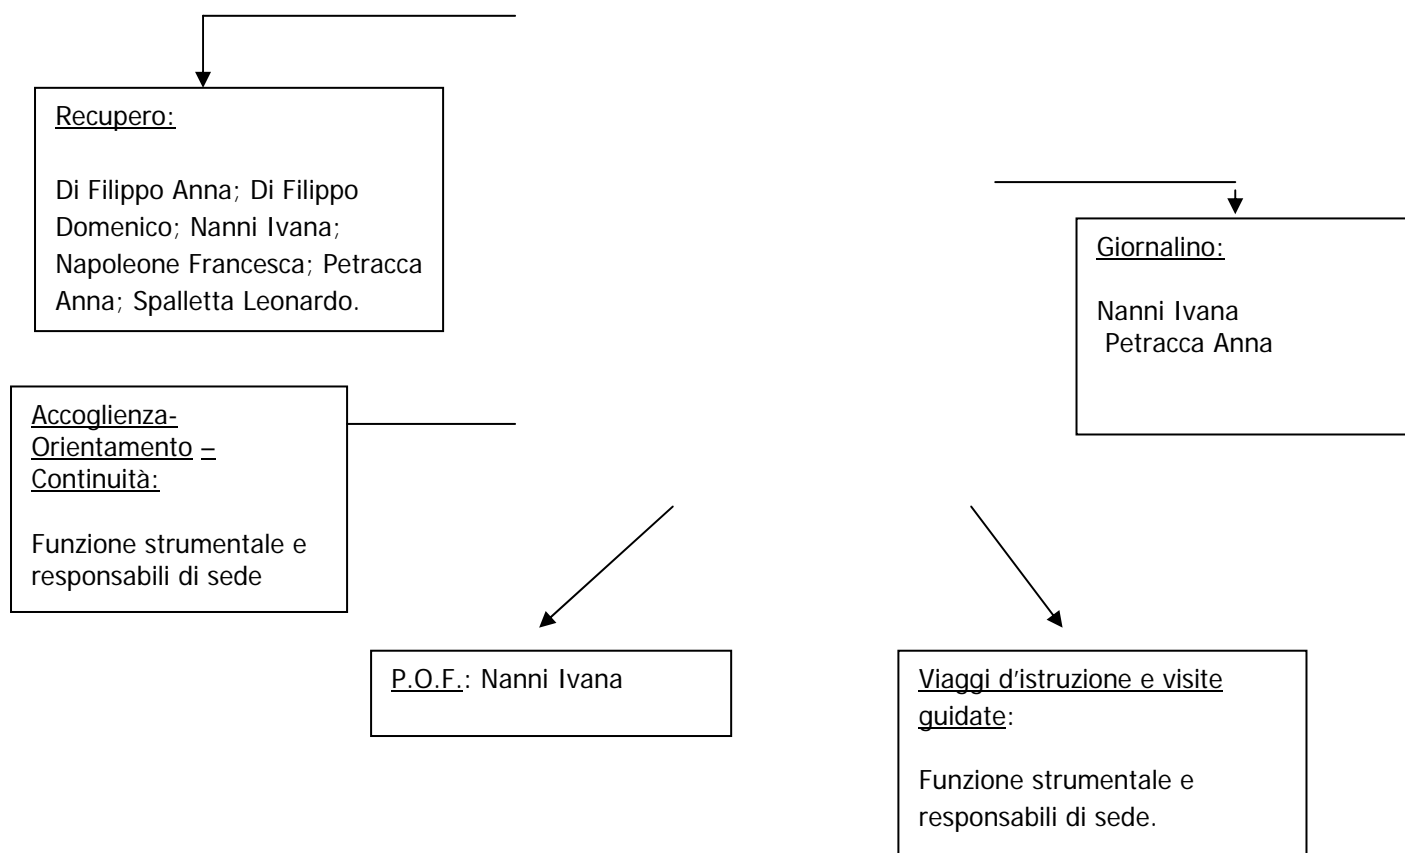 Recupero:
Di Filippo Anna; Di Filippo
Domenico; Nanni Ivana;
Napoleone Francesca; Petracca
Anna; Spalletta Leonardo.
Giornalino:
Nanni Ivana
Petracca Anna
Accoglienza-
Orientamento –
Continuità:
Funzione strumentale e
responsabili di sede
P.O.F.: Nanni Ivana
Viaggi d'istruzione e visite
guidate:
Funzione strumentale e
responsabili di sede.